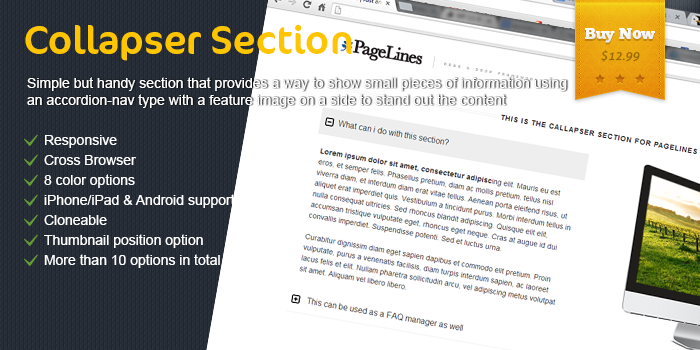 Collapser Section
Buy Now
$12.99
PageLines
Simple but handy section that provides a way to show small pieces of information using
an accordion-nav type with a feature image on a side to stand out the content
Responsive
Cross Browser
8 color options
iPhone/iPad & Android support
Cloneable
Thumbnail position option
More than 10 options in total
THIS IS THE CALLAPSER SECTION FOR PAGELINES
What can i do with this section?
Lorem ipsum dolor sit amet, consectetur adipiscing elit. Mauris eu est
eros, et semper felis. Phasellus pretium, diam ac mollis pretium, tellus nisl
viverra diam, et interdum diam erat vitae tellus. Aenean porta eleifend risus, ut
aliquet erat imperdiet quis. Vestibulum a tincidunt purus. Morbi interdum tellus in
nulla consequat ultricies. Sed rhoncus blandit adipiscing. Quisque elit elit,
accumsan tristique vulputate eget, rhoncus eget neque. Cras at augue id dui
convallis imperdiet. Suspendisse potenti. Sed et luctus urna.
Curabitur dignissim diam eget sapien dapibus et commodo elit pretium. Proin
vulputate, purus a venenatis facilisis, diam turpis interdum sapien, ac laoreet
lacus felis et elit. Nullam pharetra sollicitudin arcu, vel adipiscing metus volutpat
sit amet. Aliquam vel libero libero.
This can be used as a FAQ manager as well